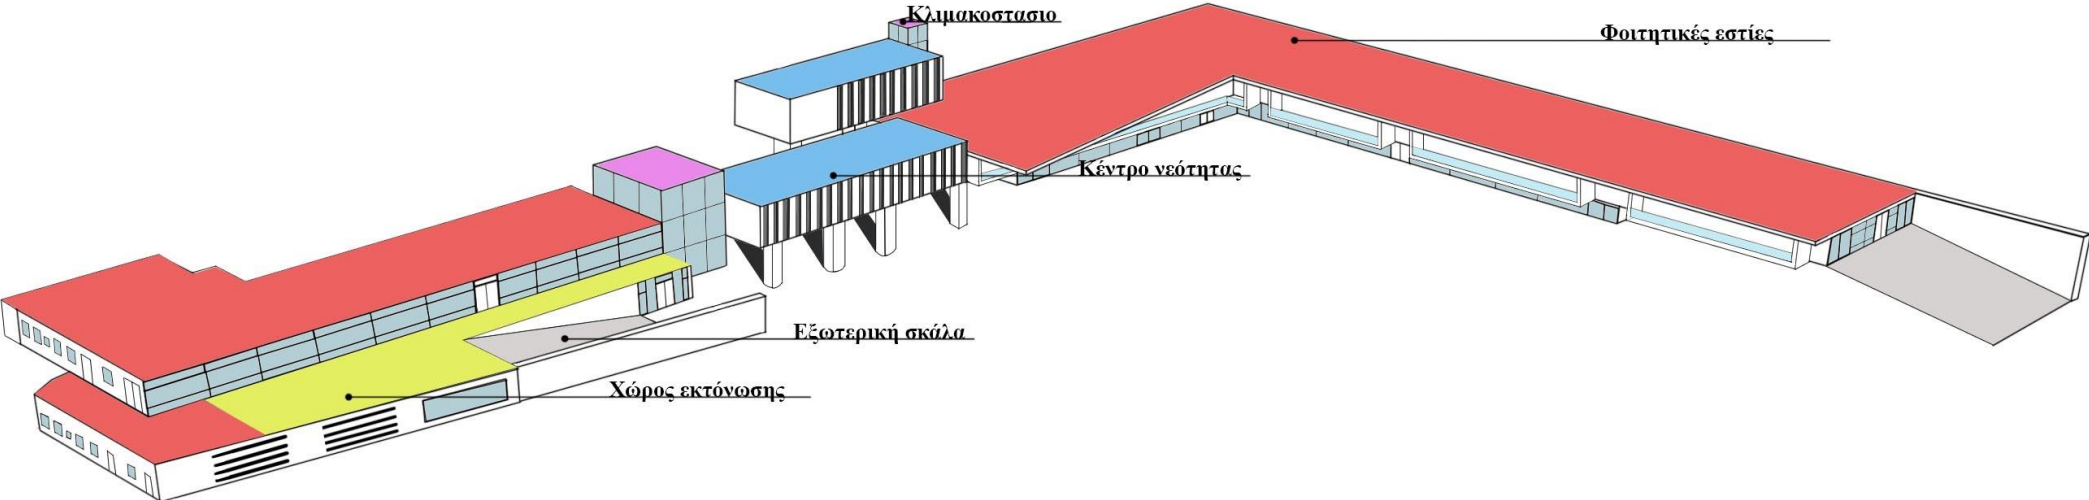 Κλιμακοστασιο
Φοιτητικές εστίες
Κέντρο νεότητας
Εξωτερική σκάλα
Χώρος εκτόνωσης